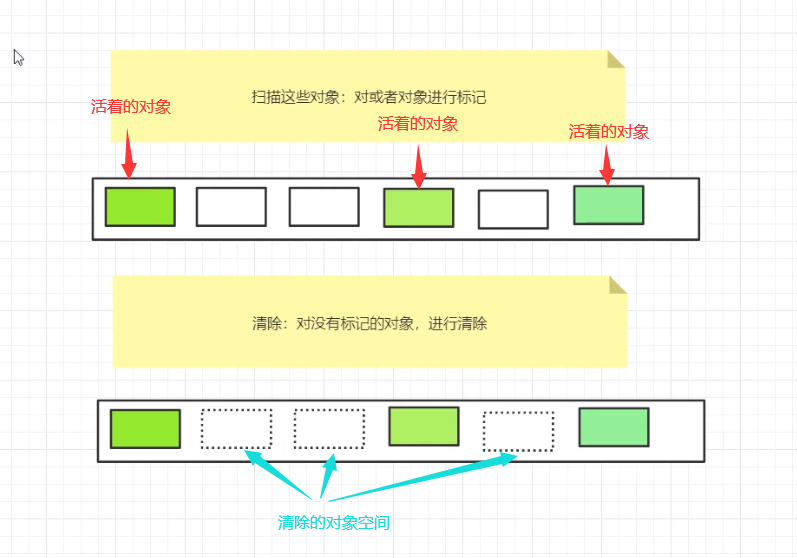 扫描这些对象：对或者对象进行标记
活着的对象
活着的对象
活着的对象
清除：对没有标记的对象，进行清除
清除的对象空间